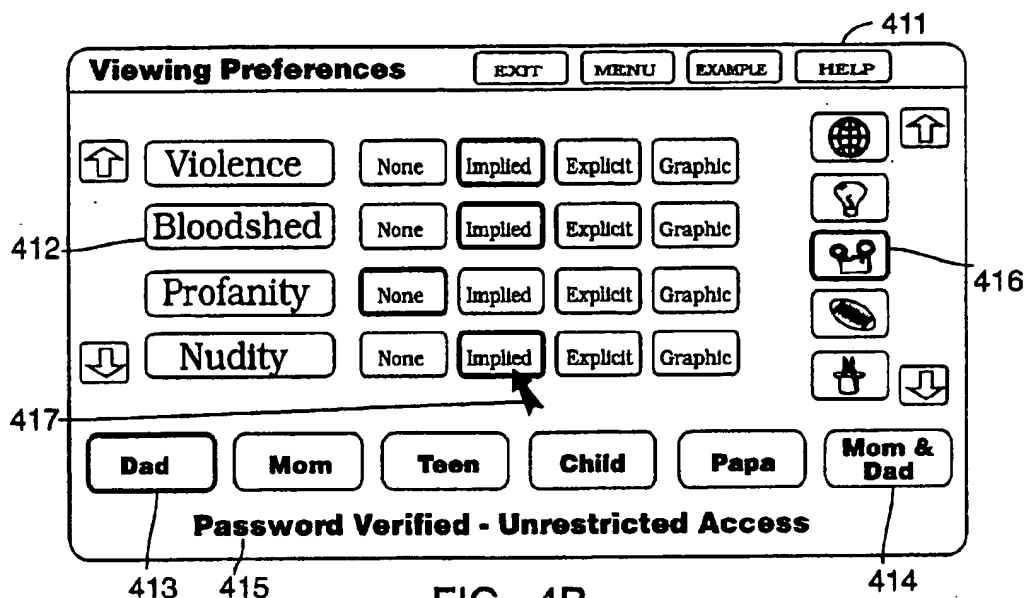 411
Viewing Preferences EXIT MENU EXAMPLE HELP
Violence None Implied Explicit Graphic
Bloodshed None Implied Explicit Graphic
412
416
Profanity None Implied Explicit Graphic
Nudity None Implied Explicit Graphic
417
Dad Mom Teen Child Papa Mom &
Dad
Password Verified - Unrestricted Access
413 415 414
FIG. 4B